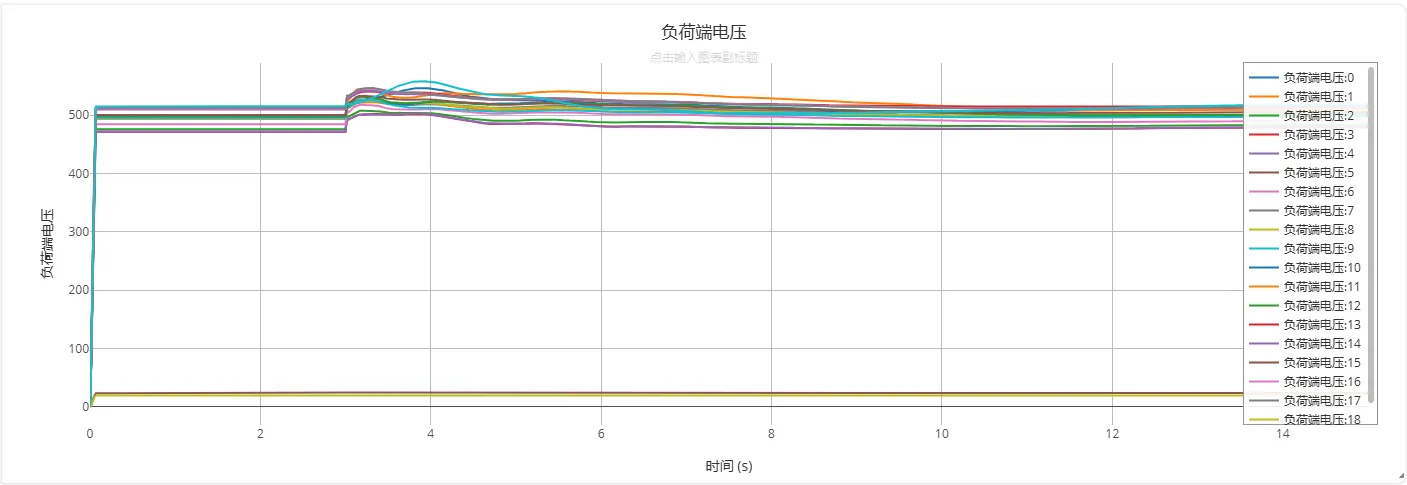 负荷端电压
点击输入图表副标题
负荷端电压
500
400
300
200
100
0
0
2
4
6
8
10
12
14
时间 (s)
负荷端电压:0
负荷端电压:1
负荷端电压:2
负荷端电压:3
负荷端电压:4
负荷端电压:5
负荷端电压:6
负荷端电压:7
负荷端电压:8
负荷端电压:9
负荷端电压:10
负荷端电压:11
负荷端电压:12
负荷端电压:13
负荷端电压:14
负荷端电压:15
负荷端电压:16
负荷端电压:17
负荷端电压:18